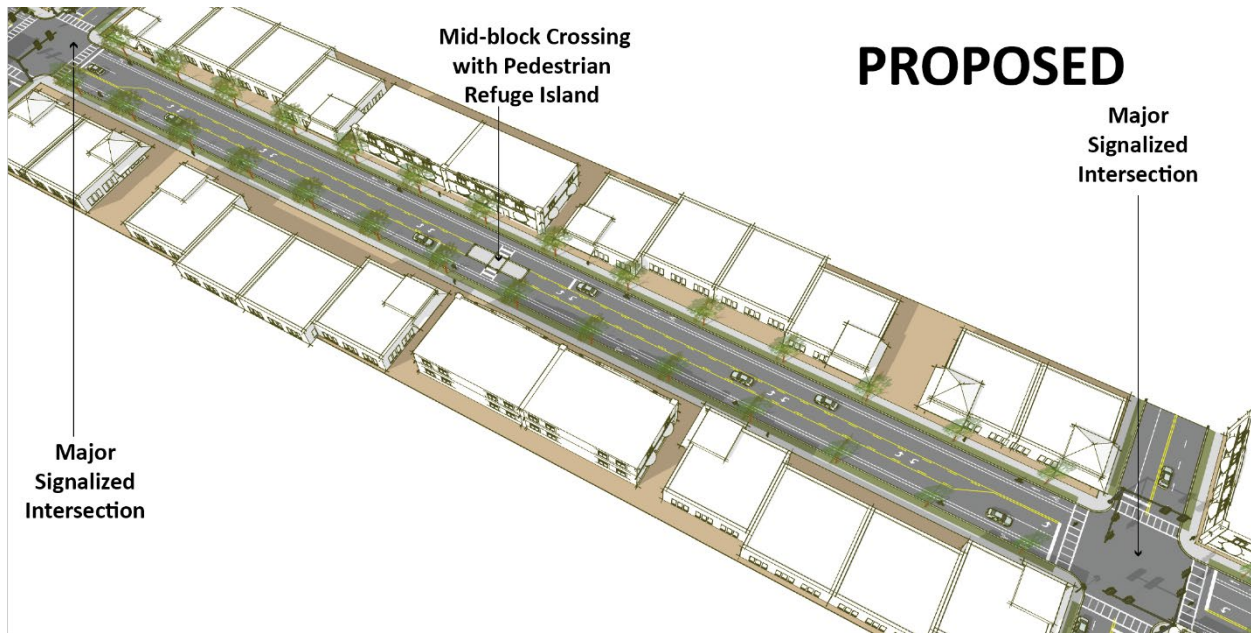 Mid-block Crossing
with Pedestrian
Refuge Island
PROPOSED
Major
Signalized
Intersection
Major
Signalized
Intersection